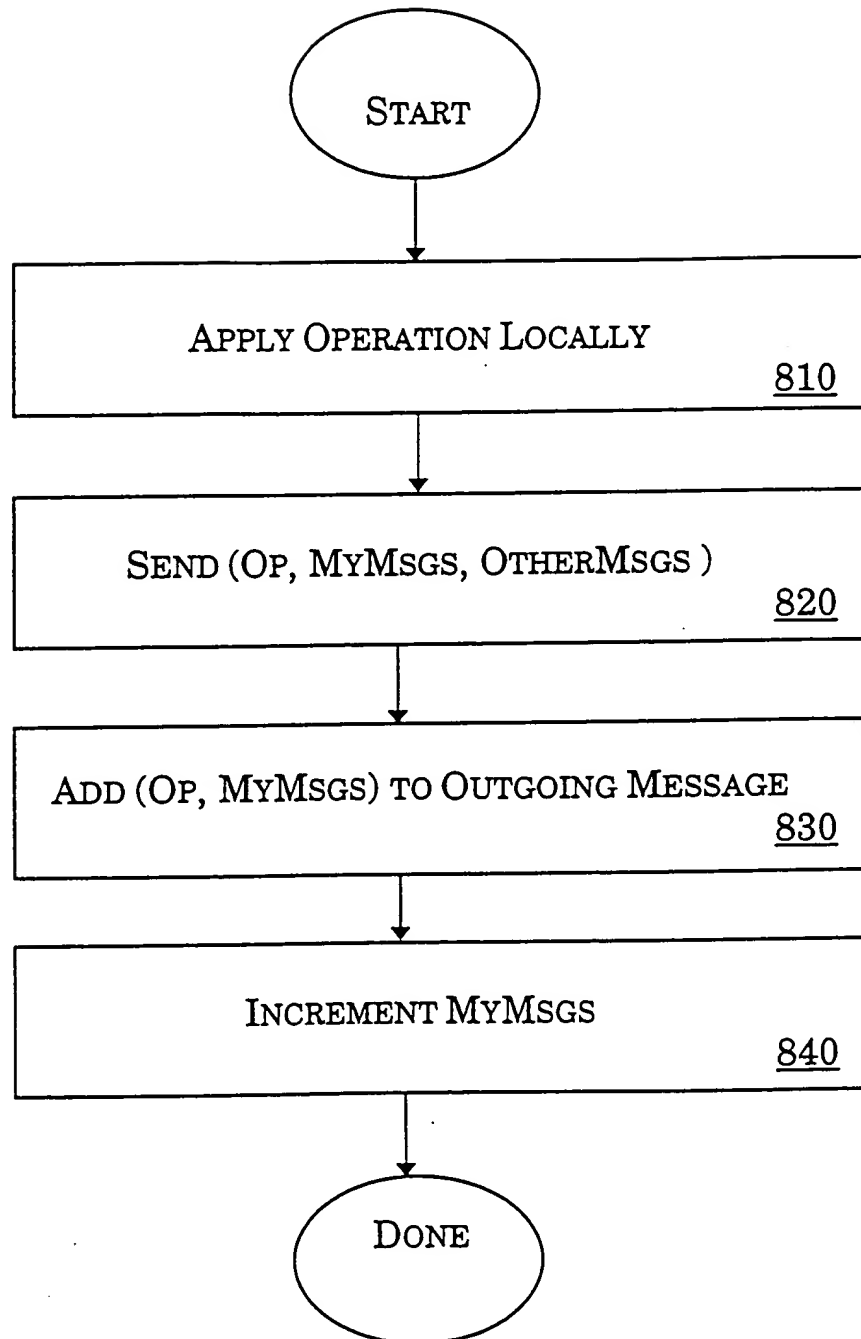 START
APPLY OPERATION LOCALLY
810
SEND (OP, MYMSGS, OTHERMSGS )
820
ADD (OP, MYMSGS) TO OUTGOING MESSAGE
830
INCREMENT MYMSGS
840
DONE